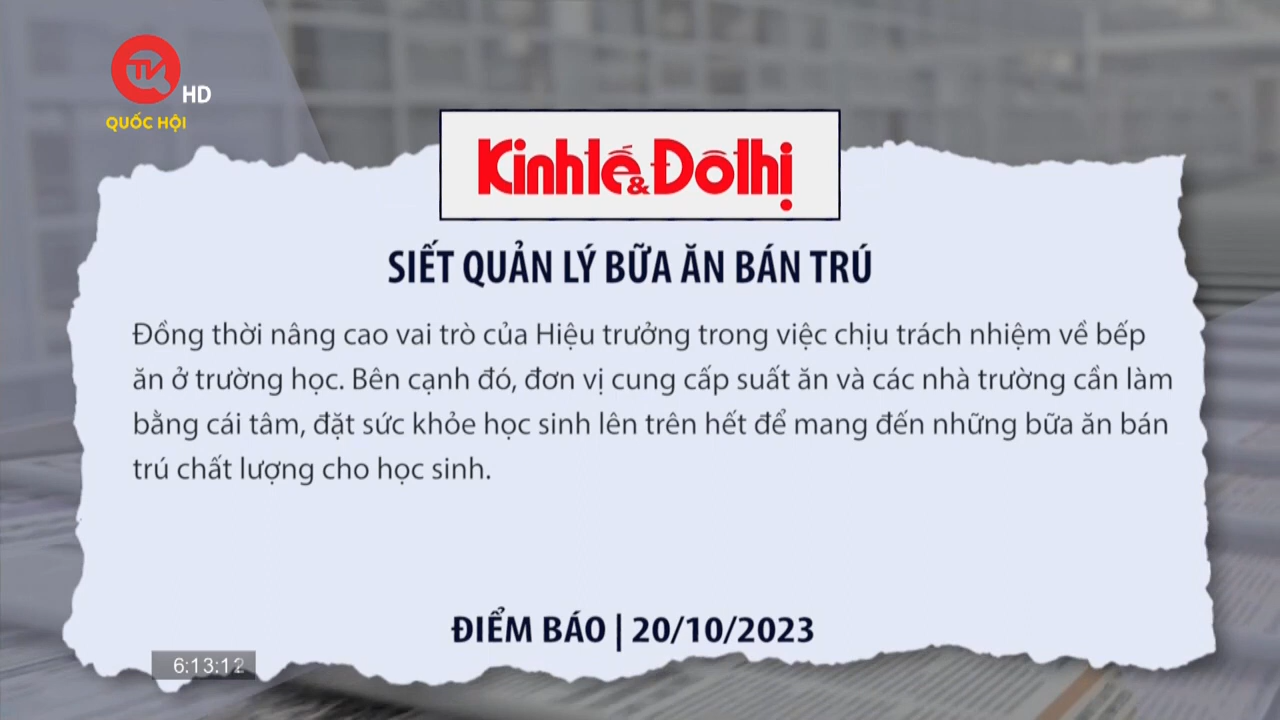 TV HD
QUỐC HỘI
Kinh tế & Đô thị
SIẾT QUẢN LÝ BỮA ĂN BÁN TRÚ
Đồng thời nâng cao vai trò của Hiệu trưởng trong việc chịu trách nhiệm về bếp
ăn ở trường học. Bên cạnh đó, đơn vị cung cấp suất ăn và các nhà trường cần làm
bằng cái tâm, đặt sức khỏe học sinh lên trên hết để mang đến những bữa ăn bán
trú chất lượng cho học sinh.
ĐIỂM BÁO | 20/10/2023
6:13:12